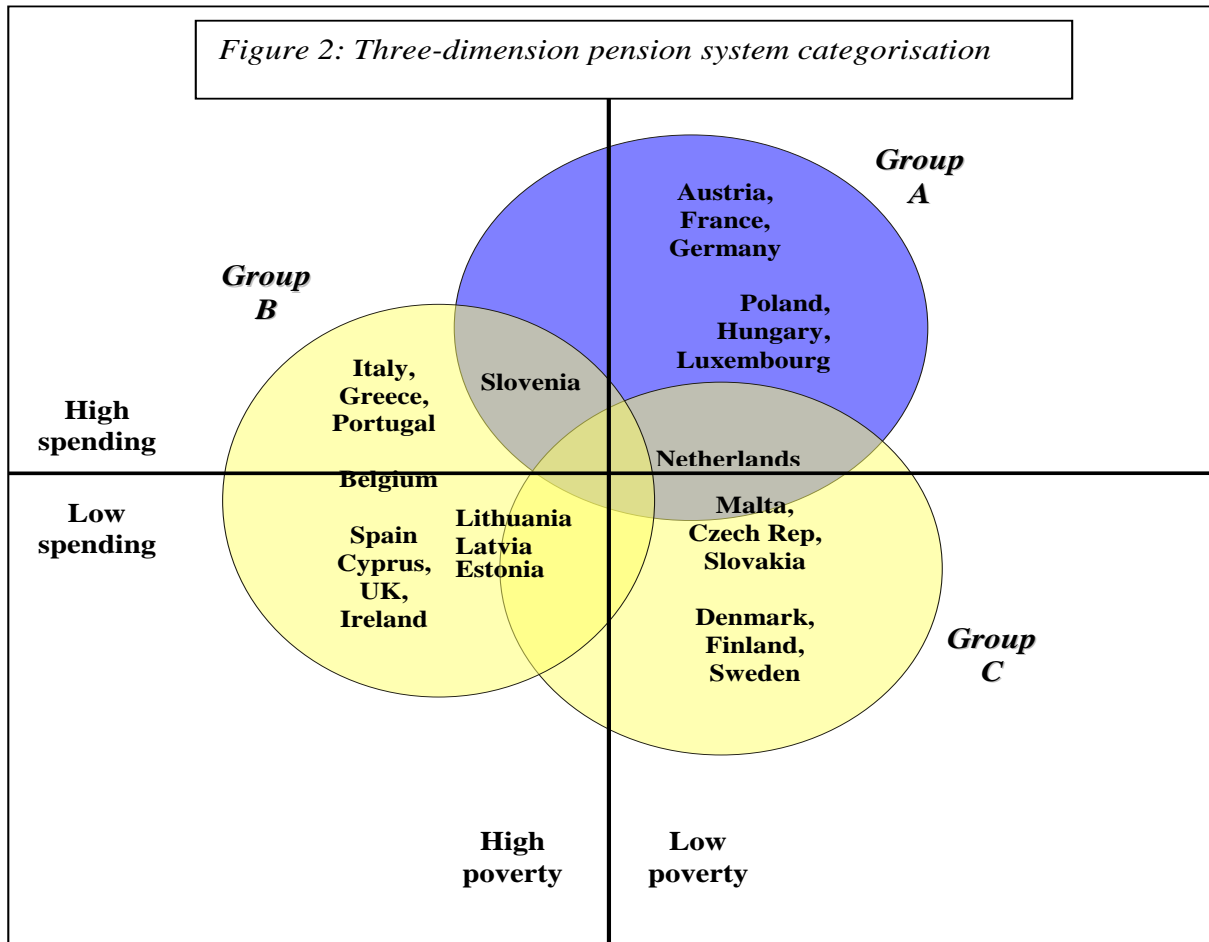 Figure 2: Three-dimension pension system categorisation
Group
A
Austria,
France,
Germany
Poland,
Hungary,
Luxembourg
Group
B
Italy,
Greece,
Portugal
Slovenia
High
spending
Netherlands
Belgium
Low
spending
Spain
Cyprus,
UK,
Ireland
Lithuania
Latvia
Estonia
Malta,
Czech Rep,
Slovakia
Denmark,
Finland,
Sweden
Group
C
High
poverty
Low
poverty